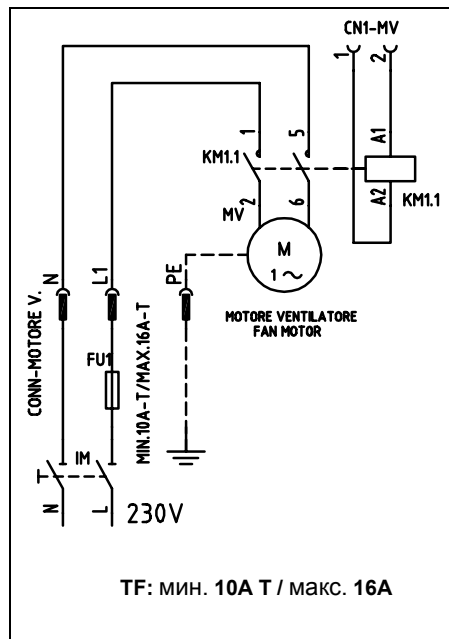 CN1-MV
1
2
1
5
A1
KM1.1
A2
KM1.1
2
6
MV
M
1 ~
N
L1
PE
MOTORE VENTILATORE
FAN MOTOR
CONN-MOTORE V.
FU1
MIN.10A-T/MAX.16A-T
IM
N
L
230V
TF: мин. 10A T / макс. 16A